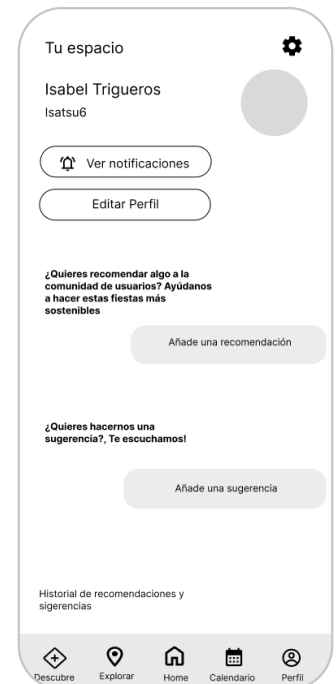 Tu espacio
Isabel Trigueros
Isatsu6
Ver notificaciones
Editar Perfil
¿Quieres recomendar algo a la
comunidad de usuarios? Ayúdanos
a hacer estas fiestas más
sostenibles
Añade una recomendación
¿Quieres hacernos una
sugerencia?, Te escuchamos!
Añade una sugerencia
Historial de recomendaciones y
sigerencias
Descubre Explorar Home Calendario Perfil